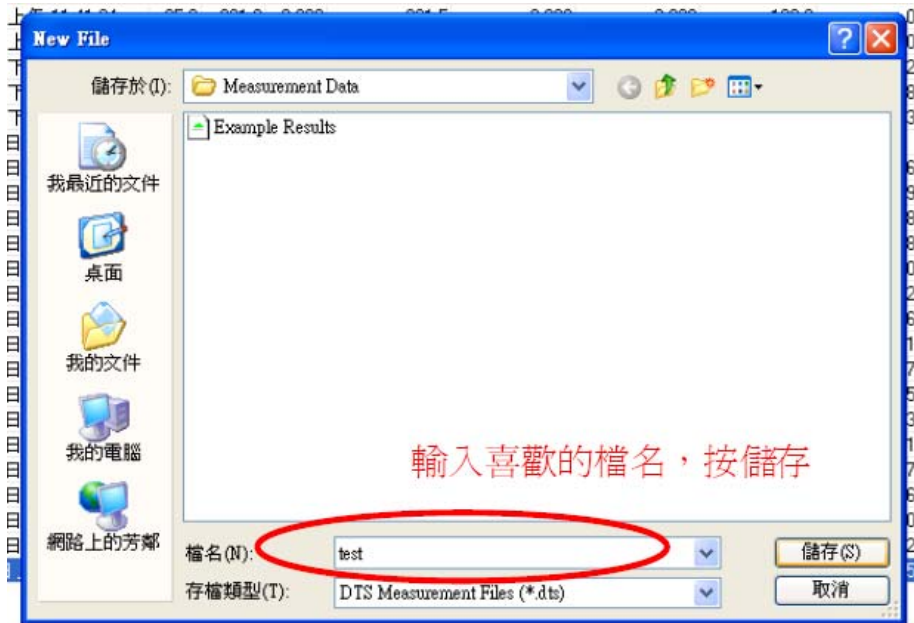 New File
儲存於(I):
Measurement Data
Example Results
我最近的文件
桌面
我的文件
我的電腦
網路上的芳鄰
輸入喜歡的檔名，按儲存
檔名(N):
test
儲存(S)
存檔類型(T):
DTS Measurement Files (*.dts)
取消